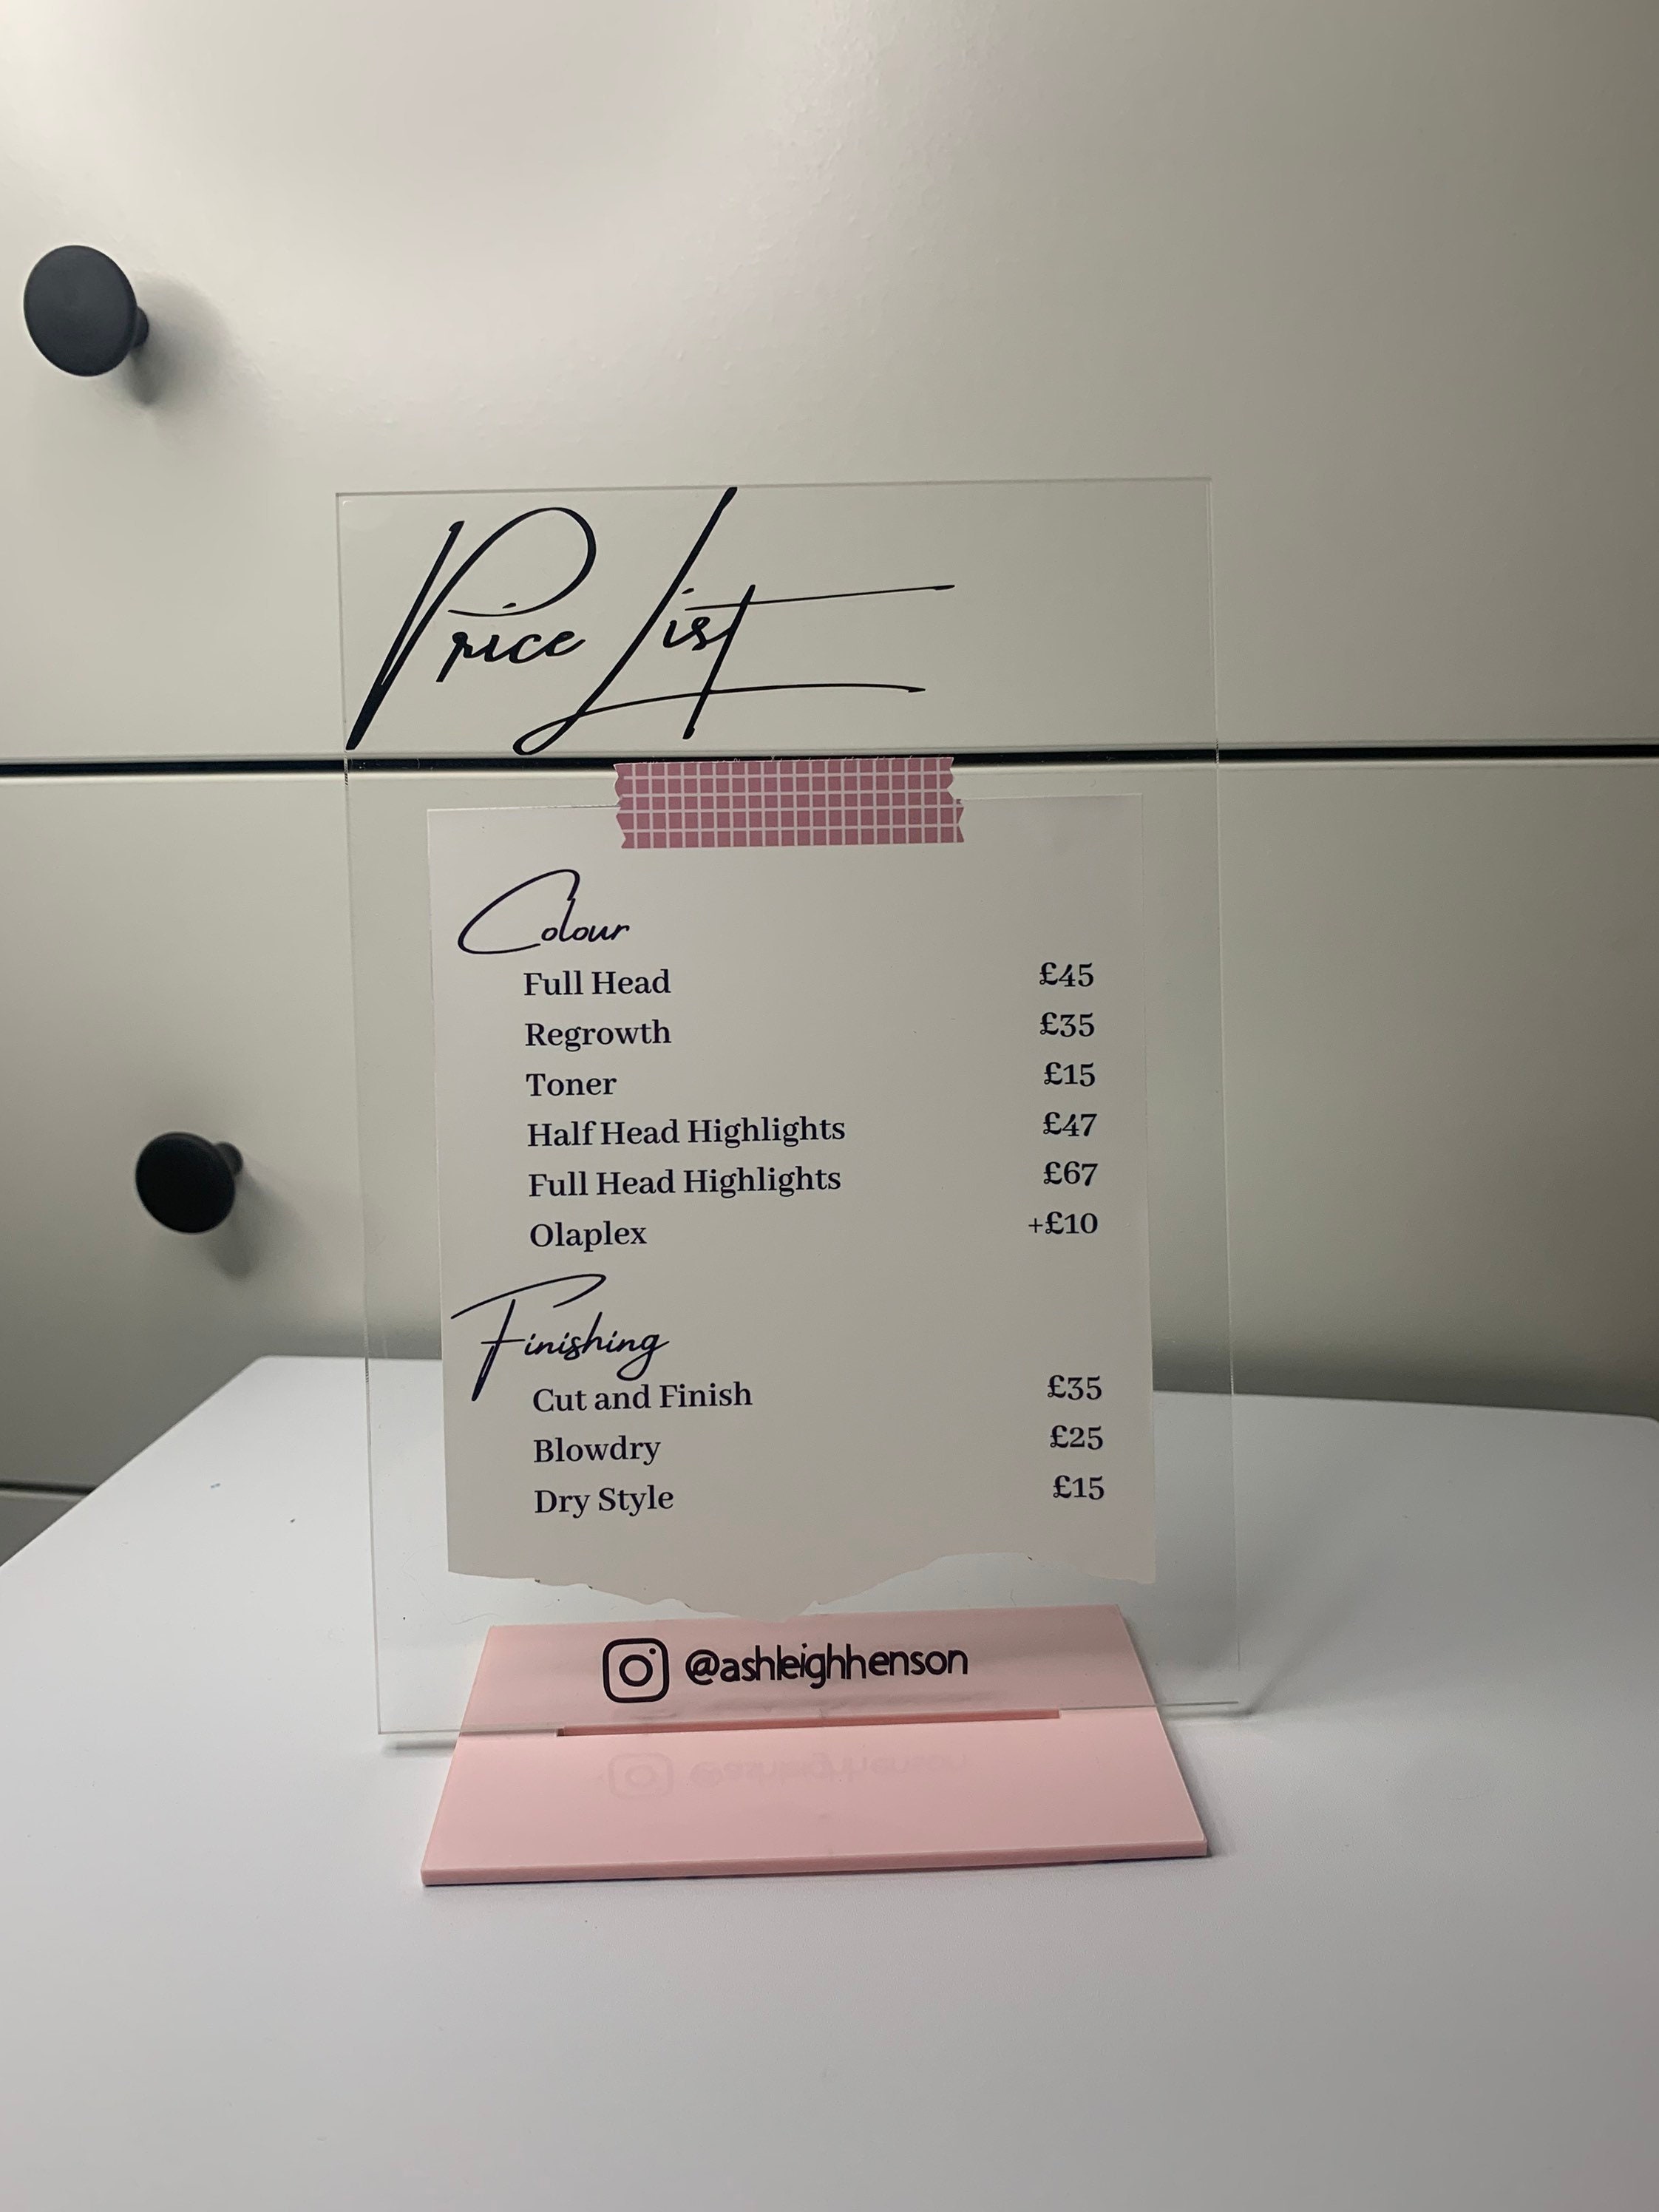 Price List
Colour
Full Head £45
Regrowth £35
Toner £15
Half Head Highlights £47
Full Head Highlights £67
Olaplex +£10
Finishing
Cut and Finish £35
Blowdry £25
Dry Style £15
@ashleighhenson